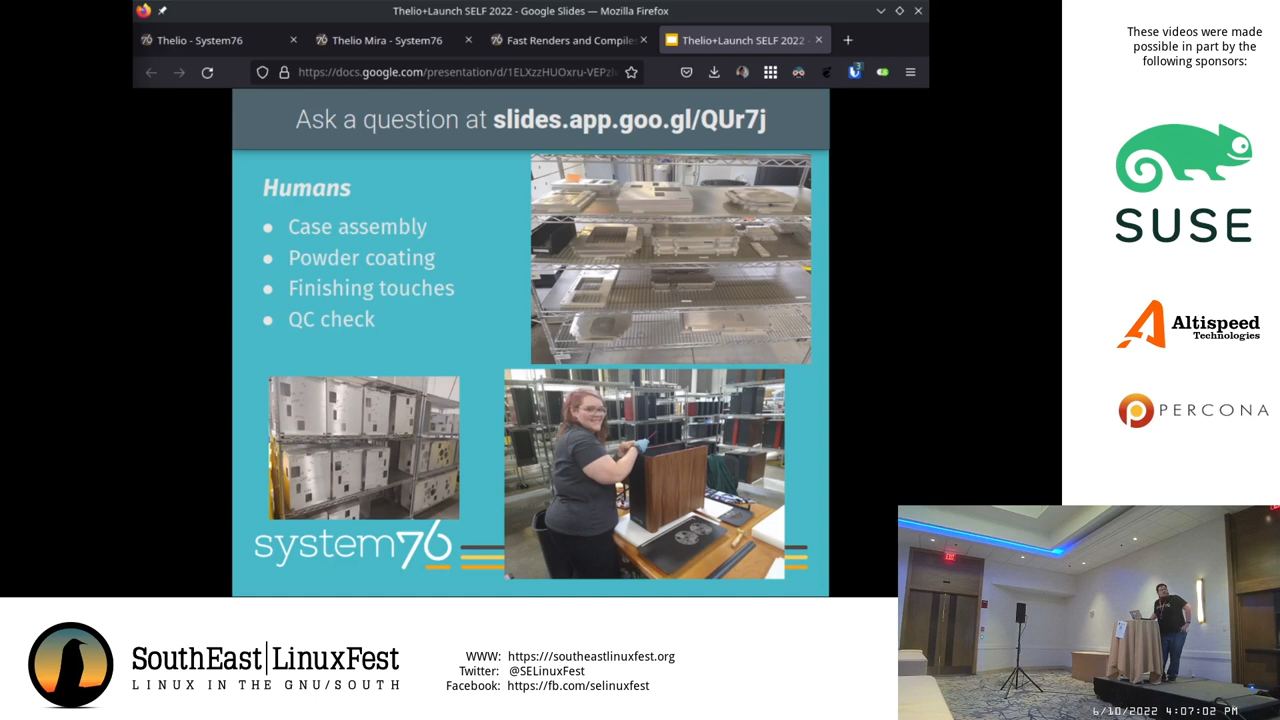 Thelio+Launch SELF 2022 - Google Slides — Mozilla Firefox
Thelio - System76
Thelio Mira - System76
Fast Renders and Compiles
Thelio+Launch SELF 2022 -
https://docs.google.com/presentation/d/1ELXzzHUOxru-VEPzl
3
Ask a question at slides.app.goo.gl/QUr7j
Humans
● Case assembly
● Powder coating
● Finishing touches
● QC check
system76
These videos were made
possible in part by the
following sponsors:
SUSE
Altispeed
Technologies
PERCONA
SouthEast|LinuxFest
LINUX IN THE GNU/SOUTH
WWW: https:///southeastlinuxfest.org
Twitter: @SELinuxFest
Facebook: https://fb.com/selinuxfest
EXIT
6/10/2022 4:07:02 PM